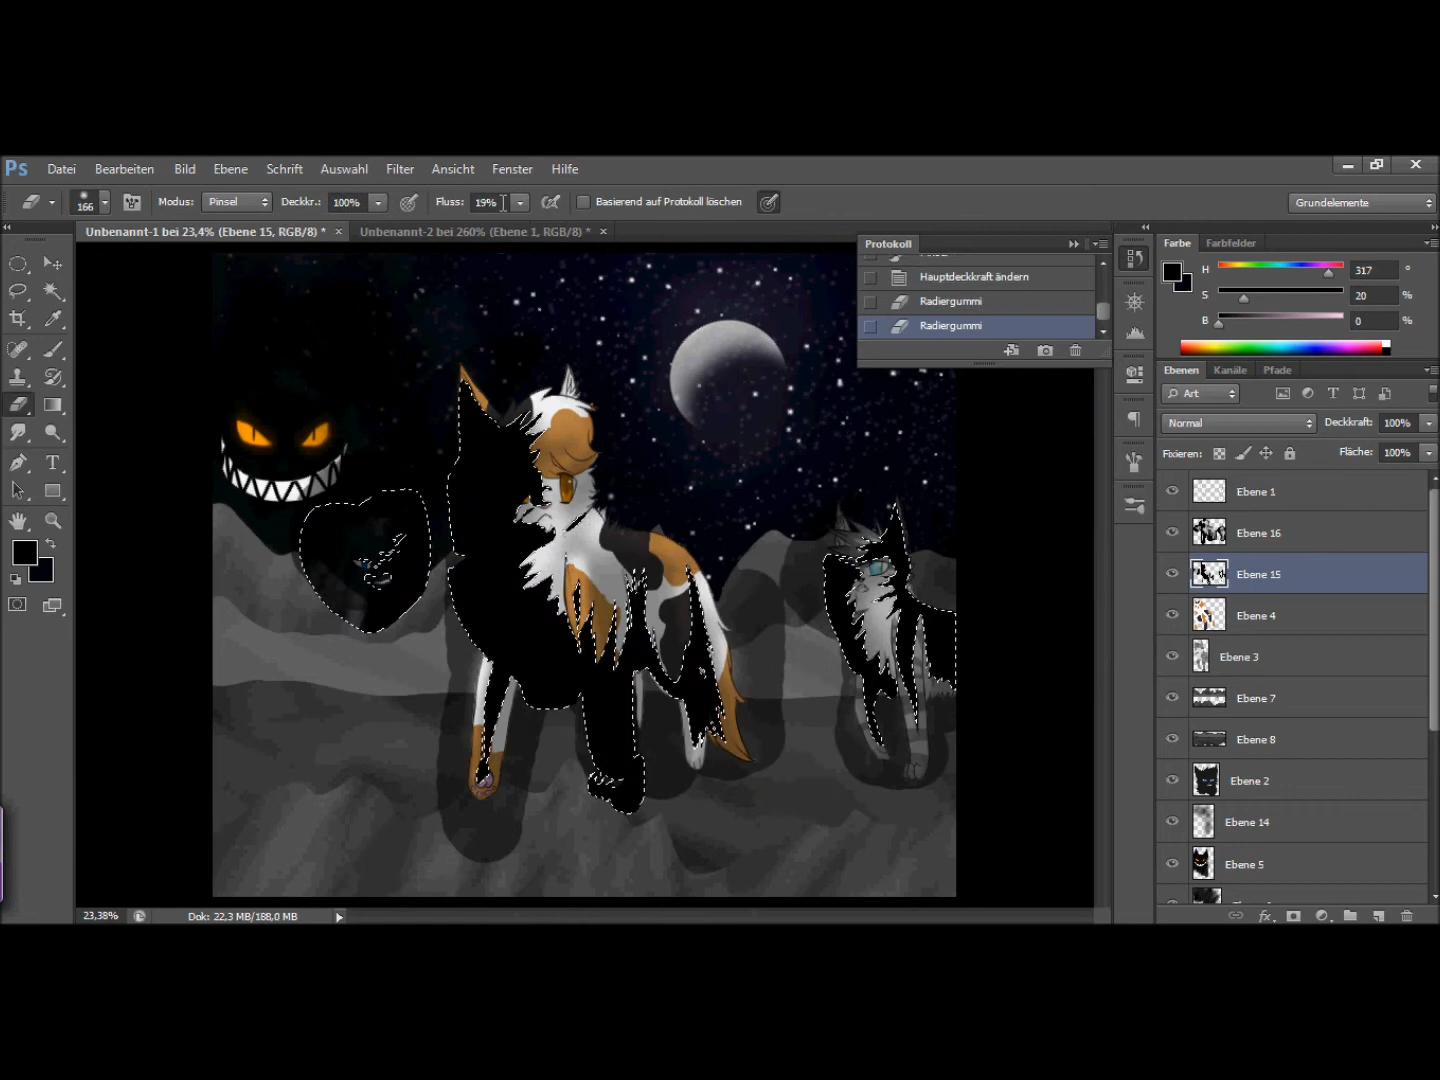 Ps Datei Bearbeiten Bild Ebene Schrift Auswahl Filter Ansicht Fenster Hilfe
166 Modus: Pinsel Deckkr.: 100% Fluss: 19% Basierend auf Protokoll löschen Grundelemente
Unbenannt-1 bei 23,4% (Ebene 15, RGB/8) * × Unbenannt-2 bei 260% (Ebene 1, RGB/8) * ×
Protokoll
Hauptdeckkraft ändern
Radiergummi
Radiergummi
Farbe Farbfelder
H 317 °
S 20 %
B 0 %
Ebenen Kanäle Pfade
Art
Normal Deckkraft: 100%
Fixieren: Fläche: 100%
Ebene 1
Ebene 16
Ebene 15
Ebene 4
Ebene 3
Ebene 7
Ebene 8
Ebene 2
Ebene 14
Ebene 5
fx
23,38% Dok: 22,3 MB/188,0 MB